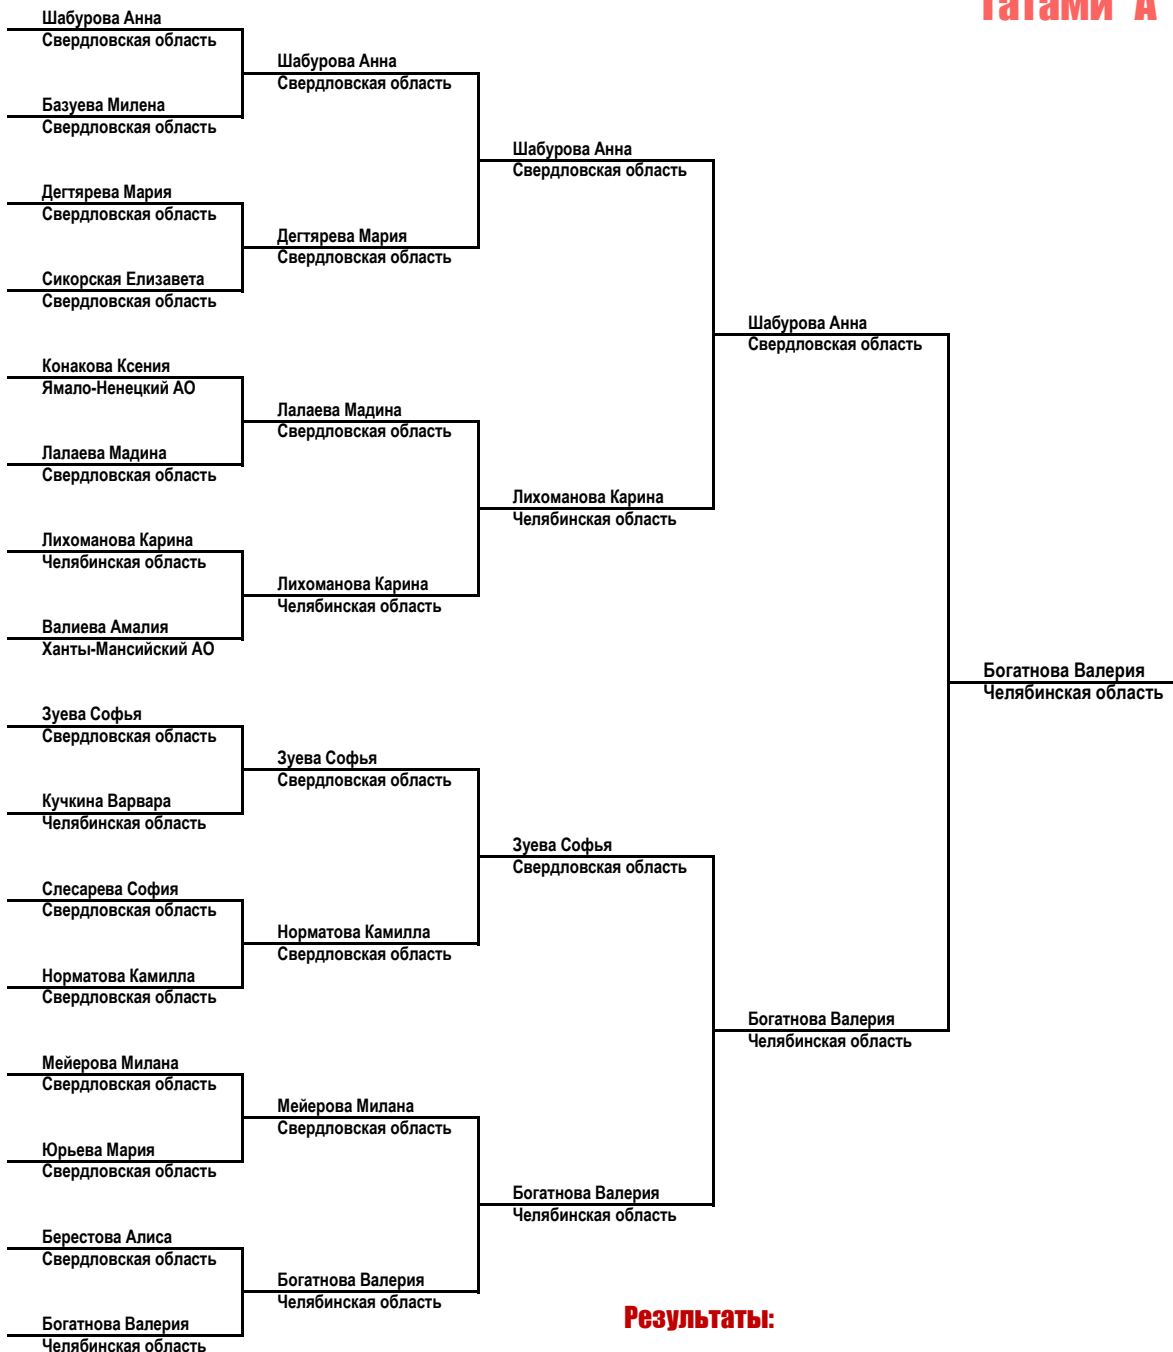 Татами А
Шабурова Анна
Свердловская область
Базуева Милена
Свердловская область
Дегтярева Мария
Свердловская область
Сикорская Елизавета
Свердловская область
Конакова Ксения
Ямало-Ненецкий АО
Лалаева Мадина
Свердловская область
Лихоманова Карина
Челябинская область
Валиева Амалия
Ханты-Мансийский АО
Зуева Софья
Свердловская область
Кучкина Варвара
Челябинская область
Слесарева София
Свердловская область
Норматова Камилла
Свердловская область
Мейерова Милана
Свердловская область
Юрьева Мария
Свердловская область
Берестова Алиса
Свердловская область
Богатнова Валерия
Челябинская область
Шабурова Анна
Свердловская область
Дегтярева Мария
Свердловская область
Лалаева Мадина
Свердловская область
Лихоманова Карина
Челябинская область
Зуева Софья
Свердловская область
Норматова Камилла
Свердловская область
Мейерова Милана
Свердловская область
Богатнова Валерия
Челябинская область
Шабурова Анна
Свердловская область
Лихоманова Карина
Челябинская область
Зуева Софья
Свердловская область
Богатнова Валерия
Челябинская область
Шабурова Анна
Свердловская область
Богатнова Валерия
Челябинская область
Богатнова Валерия
Челябинская область
Результаты: